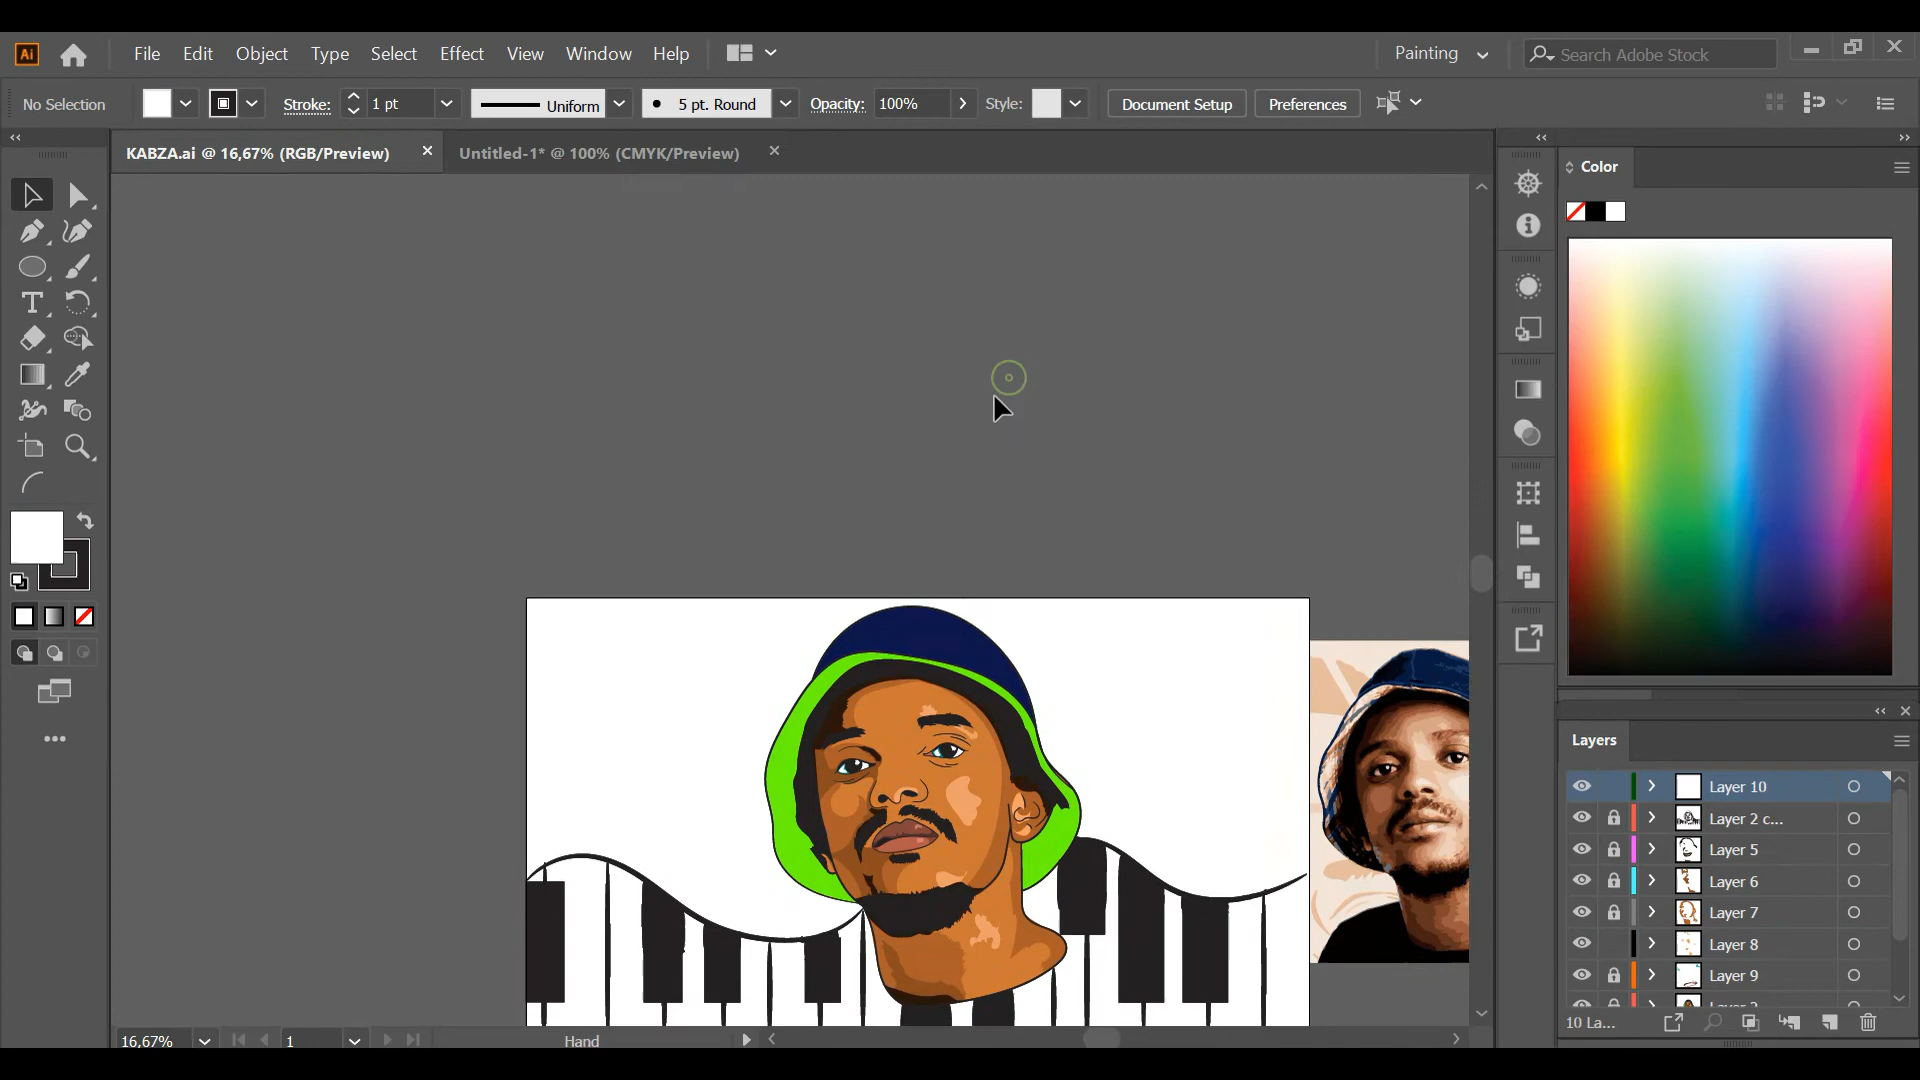 Ai File Edit Object Type Select Effect View Window Help Painting Search Adobe Stock
No Selection Stroke: 1 pt Uniform 5 pt. Round Opacity: 100% Style: Document Setup Preferences
KABZA.ai @ 16,67% (RGB/Preview) Untitled-1* @ 100% (CMYK/Preview)
Color
Layers
Layer 10
Layer 2 c...
Layer 5
Layer 6
Layer 7
Layer 8
Layer 9
10 La...
16,67% 1 Hand